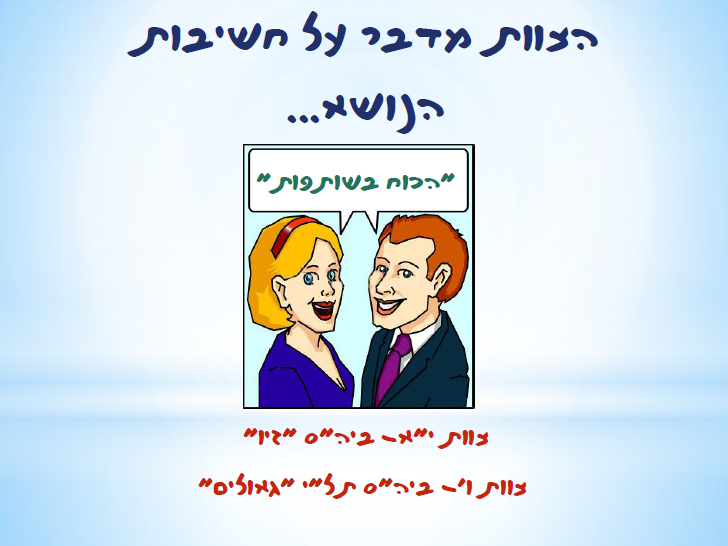 הצוות מדבר על חשיבות
הנושא...
"הכוח בשותפות"
צוות י"א- ביה"ס "זיו"
צוות ו'- ביה"ס תל"י "גאולים"